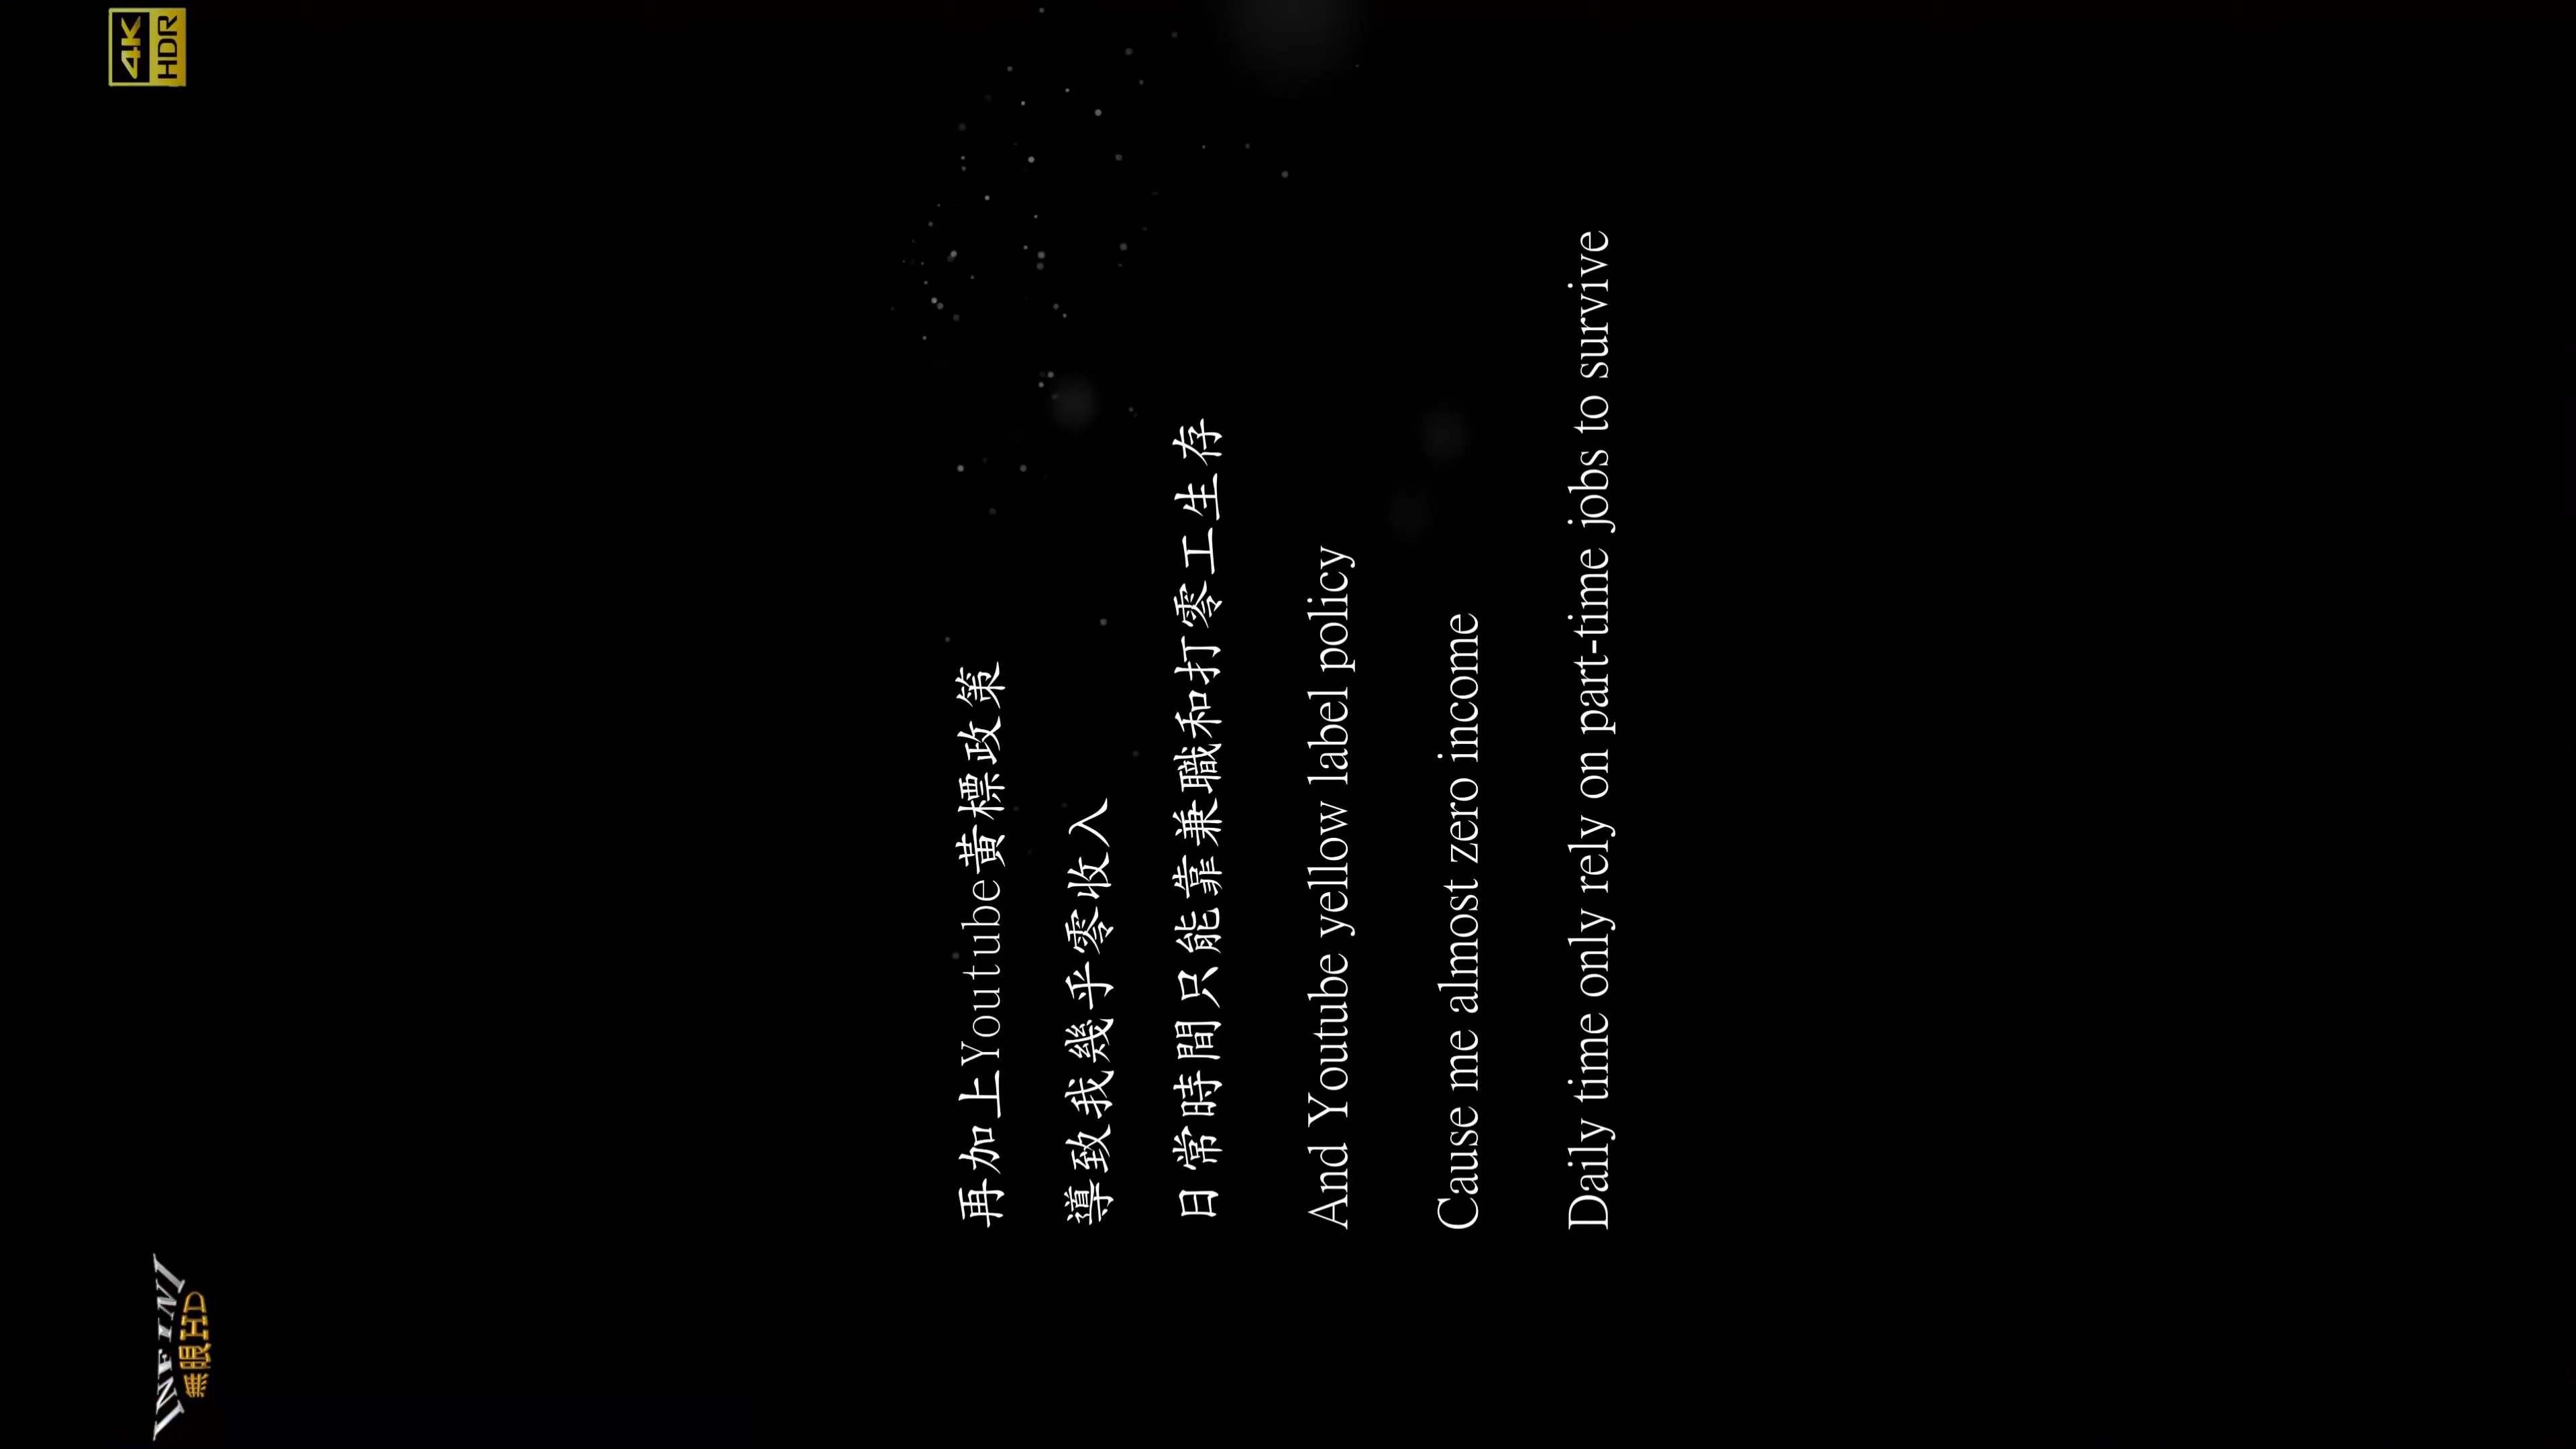 4K
HDR
INFINI
無限HD
再加上Youtube黃標政策
導致我幾乎零收入
日常時間只能靠兼職和打零工生存
And Youtube yellow label policy
Cause me almost zero income
Daily time only rely on part-time jobs to survive